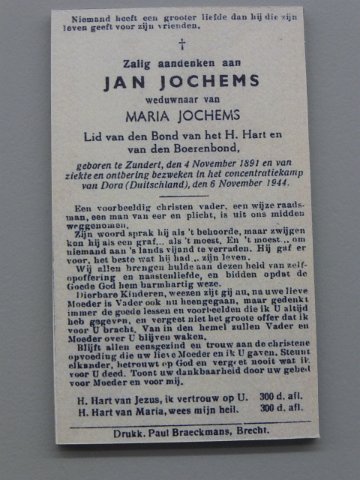 Niemand heeft een grooter liefde dan hij die zijn
leven geeft voor zijn vrienden.
Zalig aandenken aan
JAN JOCHEMS
weduwnaar van
MARIA JOCHEMS
Lid van den Bond van het H. Hart en
van den Boerenbond,
geboren te Zundert, den 4 November 1891 en van
ziekte en ontbering bezweken in het concentratiekamp
van Dora (Duitschland), den 6 November 1944.
Een voorbeeldig christen vader, een wijze raads-
man, een man van eer en plicht, is uit ons midden
weggenomen.
Zijn woord sprak hij als 't behoorde, maar zwijgen
kon hij als een graf... als 't moest, En 't moest.. om
niemand aan 's lands vijand te verraden. Hij gaf er
voor, het beste wat hij had .. zijn leven.
Wij allen brengen hulde aan dezen held van zelf-
opoffering en naastenliefde, en bidden opdat de
Goede God hem barmhartig weze.
Dierbare Kinderen, weezen zijt gij nu, na uwe lieve
Moeder is Vader ook nu heengegaan, maar gedenkt
immer de goede lessen en voorbeelden die ik U altijd
heb gegeven, en vergeet niet het groote offer dat ik
voor U bracht. Van in den hemel zullen Vader en
Moeder over U blijven waken.
Blijft allen eensgezind en trouw aan de christene
opvoeding die uw lieve Moeder en ik U gaven, Steunt
elkander, betrouwt op God en vergeet nooit wat ik
voor U deed. Toont uw dankbaarheid door uw gebed
voor Moeder en voor mij.
H. Hart van Jezus, ik vertrouw op U. 300 d. afl.
H. Hart van Maria, wees mijn heil. 300 d. afl.
Drukk. Paul Braeckmans, Brecht.